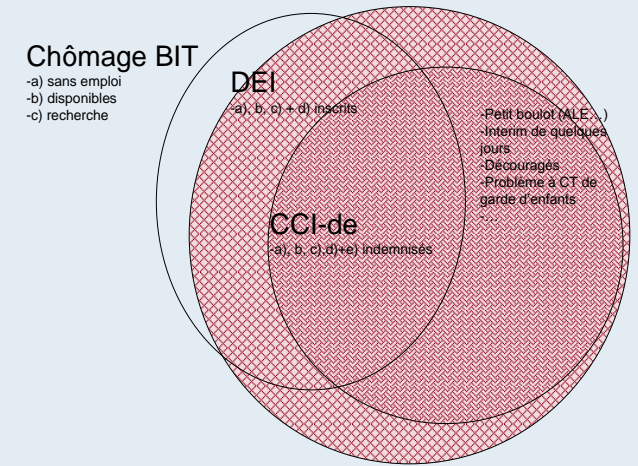 Chômage BIT
-a) sans emploi
-b) disponibles
-c) recherche
DEI
-a), b, c) + d) inscrits
-Petit boulot (ALE…)
-Interim de quelques
jours
-Découragés
-Problème à CT de
garde d'enfants
-…
CCI-de
-a), b, c),d)+e) indemnisés